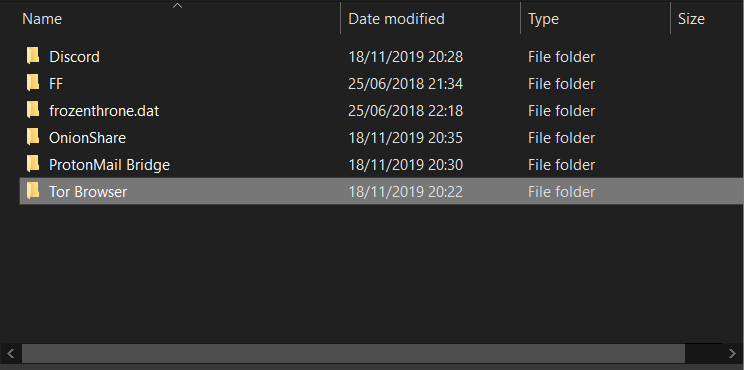 Name Date modified Type Size
Discord 18/11/2019 20:28 File folder
FF 25/06/2018 21:34 File folder
frozenthrone.dat 25/06/2018 22:18 File folder
OnionShare 18/11/2019 20:35 File folder
ProtonMail Bridge 18/11/2019 20:30 File folder
Tor Browser 18/11/2019 20:22 File folder